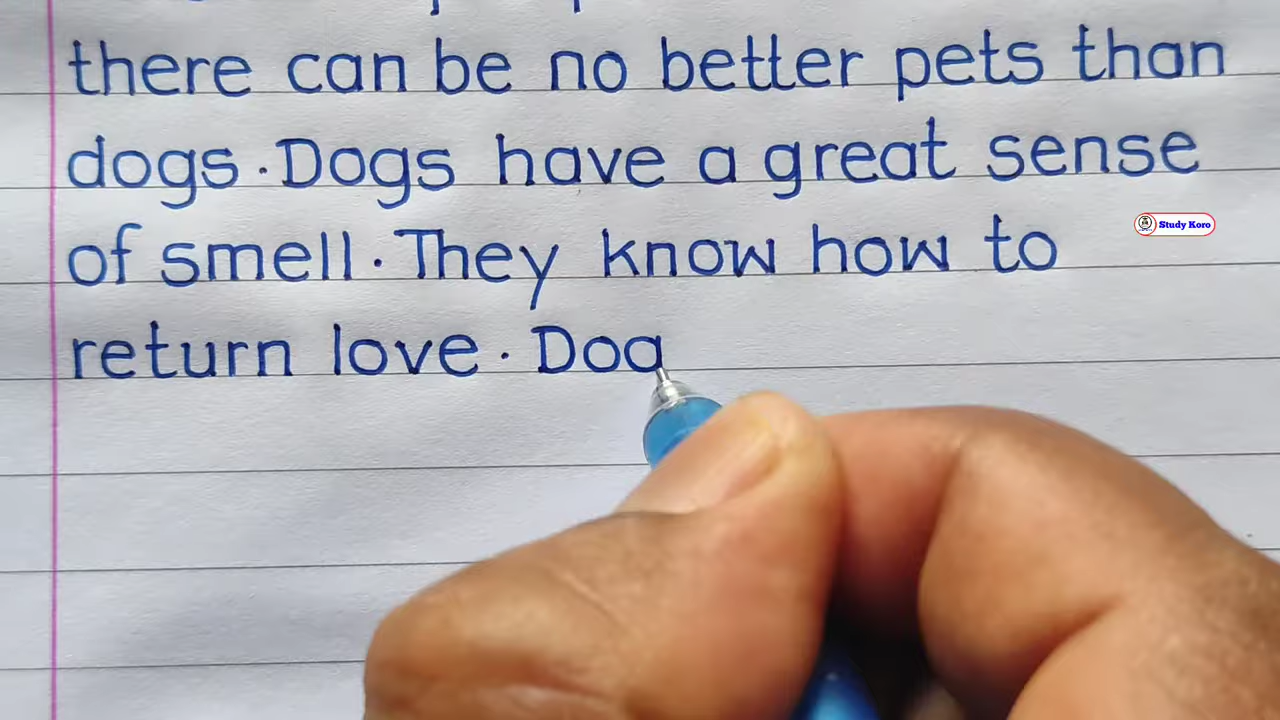 there can be no better pets than
dogs. Dogs have a great sense
of smell. They know how to
Study Koro
return love. Doa